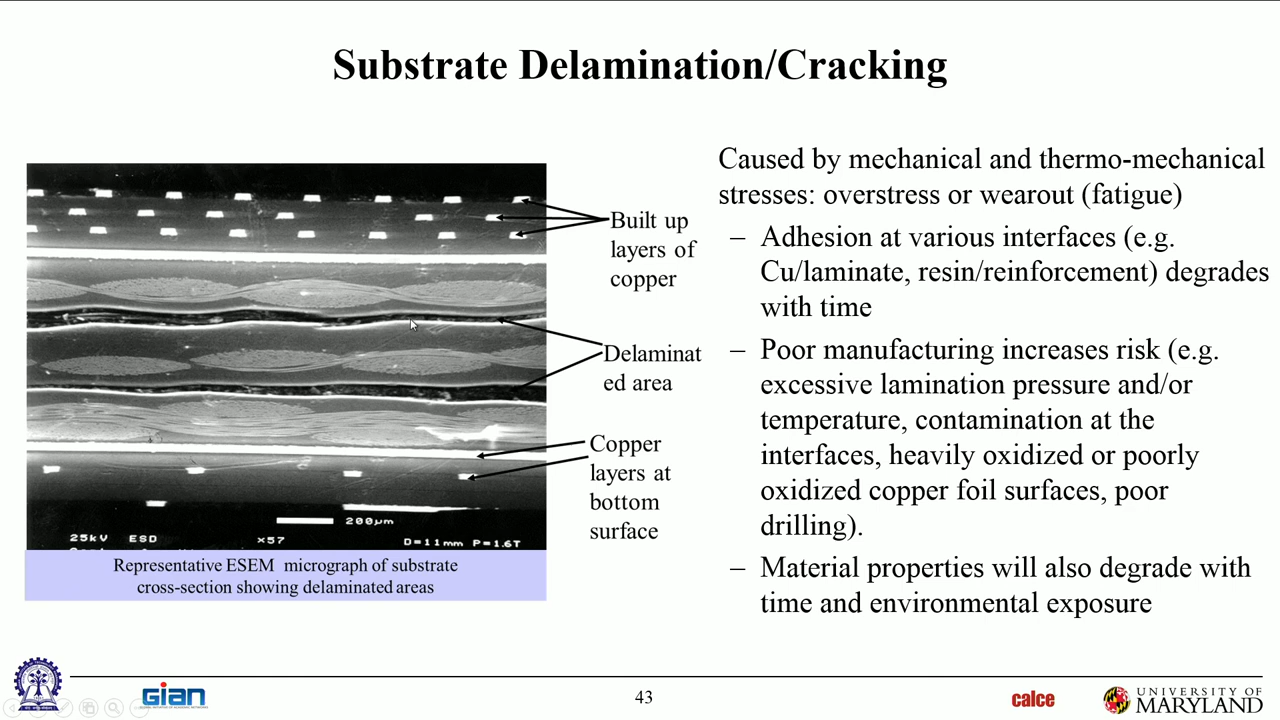 Substrate Delamination/Cracking
Built up
layers of
copper
Delaminat
ed area
Copper
layers at
bottom
surface
200µm
25kV ESD x57 D=11mm P=1.6T
Representative ESEM micrograph of substrate
cross-section showing delaminated areas
Caused by mechanical and thermo-mechanical
stresses: overstress or wearout (fatigue)
– Adhesion at various interfaces (e.g.
Cu/laminate, resin/reinforcement) degrades
with time
– Poor manufacturing increases risk (e.g.
excessive lamination pressure and/or
temperature, contamination at the
interfaces, heavily oxidized or poorly
oxidized copper foil surfaces, poor
drilling).
– Material properties will also degrade with
time and environmental exposure
GIAN
43
calce
UNIVERSITY OF
MARYLAND